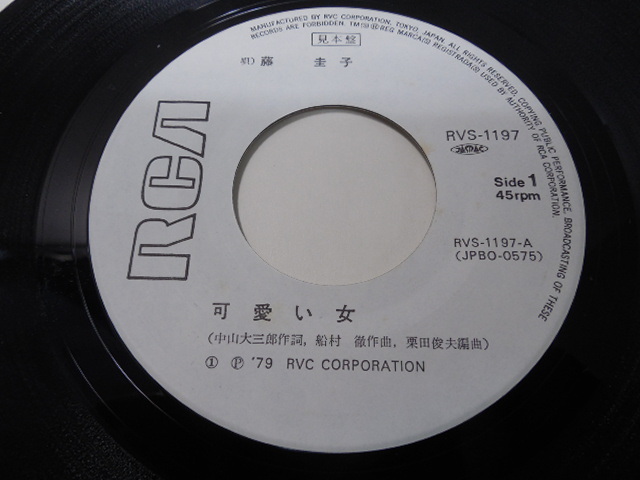 MANUFACTURED BY RVC CORPORATION, TOKYO, JAPAN. ALL RIGHTS RESERVED. COPYING PUBLIC PERFORMANCE, BROADCASTING OF THESE
RECORDS ARE FORBIDDEN. TM(S)®REG MARCA(S) REGISTRADA(S) USED BY AUTHORITY OF RCA CORPORATION.
見本盤
藤 圭子
RCA
RVS-1197
Side 1
45rpm
RVS-1197-A
(JPBO-0575)
可愛い女
(中山大三郎作詞, 船村 徹作曲, 栗田俊夫編曲)
① Ⓟ '79 RVC CORPORATION